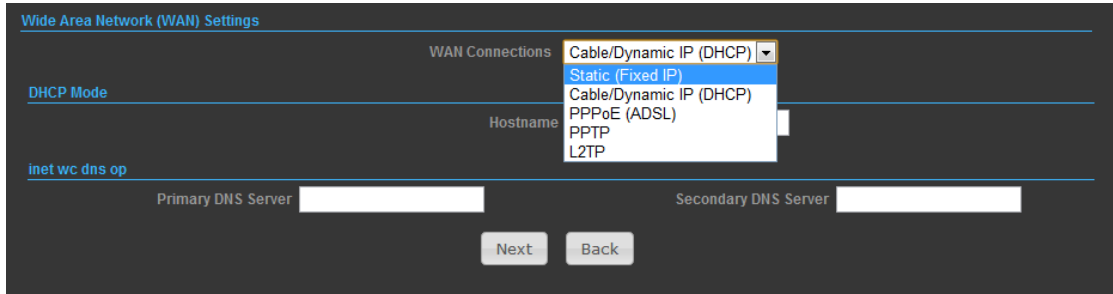 Wide Area Network (WAN) Settings
WAN Connections Cable/Dynamic IP (DHCP)
Static (Fixed IP)
Cable/Dynamic IP (DHCP)
PPPoE (ADSL)
PPTP
L2TP
DHCP Mode
Hostname
inet wc dns op
Primary DNS Server Secondary DNS Server
Next Back